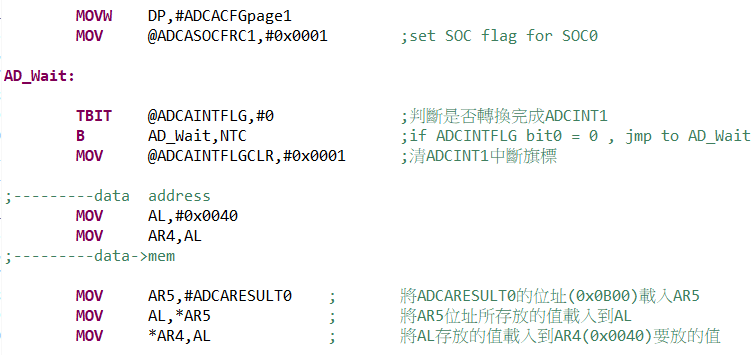 MOVW DP,#ADCACFGpage1
MOV @ADCASOCFRC1,#0x0001 ;set SOC flag for SOC0
AD_Wait:
TBIT @ADCAINTFLG,#0 ;判斷是否轉換完成ADCINT1
B AD_Wait,NTC ;if ADCINTFLG bit0 = 0 , jmp to AD_Wait
MOV @ADCAINTFLGCLR,#0x0001 ;清ADCINT1中斷旗標
;---------data address
MOV AL,#0x0040
MOV AR4,AL
;---------data->mem
MOV AR5,#ADCARESULT0 ; 將ADCARESULT0的位址(0x0B00)載入AR5
MOV AL,*AR5 ; 將AR5位址所存放的值載入到AL
MOV *AR4,AL ; 將AL存放的值載入到AR4(0x0040)要放的值